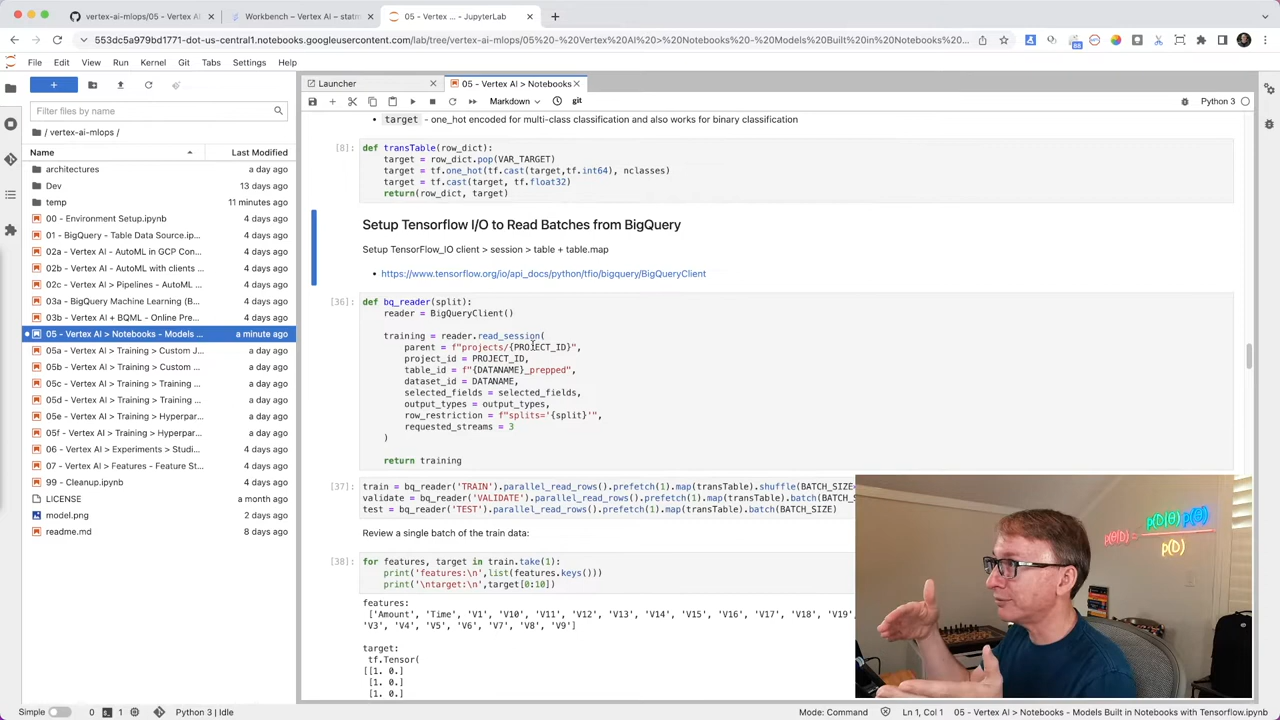 vertex-ai-mlops/05 - Vertex AI
Workbench – Vertex AI – statm
05 - Vertex ... - JupyterLab
553dc5a979bd1771-dot-us-central1.notebooks.googleusercontent.com/lab/tree/vertex-ai-mlops/05%20-%20Vertex%20AI%20>%20Notebooks%20-%20Models%20Built%20in%20Notebooks%20...
File Edit View Run Kernel Git Tabs Settings Help
Filter files by name
/ vertex-ai-mlops /
Name Last Modified
architectures a day ago
Dev 13 days ago
temp 11 minutes ago
00 - Environment Setup.ipynb 4 days ago
01 - BigQuery - Table Data Source.ip... 4 days ago
02a - Vertex AI - AutoML in GCP Con... 4 days ago
02b - Vertex AI - AutoML with clients ... 4 days ago
02c - Vertex AI > Pipelines - AutoML ... 4 days ago
03a - BigQuery Machine Learning (B... 4 days ago
03b - Vertex AI + BQML - Online Pre... 4 days ago
05 - Vertex AI > Notebooks - Models ... a minute ago
05a - Vertex AI > Training > Custom J... a day ago
05b - Vertex AI > Training > Custom ... a day ago
05c - Vertex AI > Training > Training ... a day ago
05d - Vertex AI > Training > Training ... a day ago
05e - Vertex AI > Training > Hyperpar... a day ago
05f - Vertex AI > Training > Hyperpar... a day ago
06 - Vertex AI > Experiments > Studi... 4 days ago
07 - Vertex AI > Features - Feature St... 4 days ago
99 - Cleanup.ipynb 4 days ago
LICENSE a month ago
model.png 2 days ago
readme.md 8 days ago
Launcher
05 - Vertex AI > Notebooks
Markdown
git
Python 3
• target - one_hot encoded for multi-class classification and also works for binary classification
[8]: def transTable(row_dict):
target = row_dict.pop(VAR_TARGET)
target = tf.one_hot(tf.cast(target,tf.int64), nclasses)
target = tf.cast(target, tf.float32)
return(row_dict, target)
Setup Tensorflow I/O to Read Batches from BigQuery
Setup TensorFlow_IO client > session > table + table.map
• https://www.tensorflow.org/io/api_docs/python/tfio/bigquery/BigQueryClient
[36]: def bq_reader(split):
reader = BigQueryClient()
training = reader.read_session(
parent = f"projects/{PROJECT_ID}",
project_id = PROJECT_ID,
table_id = f"{DATANAME}_prepped",
dataset_id = DATANAME,
selected_fields = selected_fields,
output_types = output_types,
row_restriction = f"splits='{split}'",
requested_streams = 3
)
return training
[37]: train = bq_reader('TRAIN').parallel_read_rows().prefetch(1).map(transTable).shuffle(BATCH_SIZE
validate = bq_reader('VALIDATE').parallel_read_rows().prefetch(1).map(transTable).batch(BATCH_S
test = bq_reader('TEST').parallel_read_rows().prefetch(1).map(transTable).batch(BATCH_SIZE)
Review a single batch of the train data:
[38]: for features, target in train.take(1):
print('features:\n',list(features.keys()))
print('\ntarget:\n',target[0:10])
features:
['Amount', 'Time', 'V1', 'V10', 'V11', 'V12', 'V13', 'V14', 'V15', 'V16', 'V17', 'V18', 'V19',
'V3', 'V4', 'V5', 'V6', 'V7', 'V8', 'V9']
target:
tf.Tensor(
[[1. 0.]
[1. 0.]
[1. 0.]
p(D|θ) p(θ)
p(θ|D)=
p(D)
Simple 0 1 Python 3 | Idle Mode: Command Ln 1, Col 1 05 - Vertex AI > Notebooks - Models Built in Notebooks with Tensorflow.ipynb